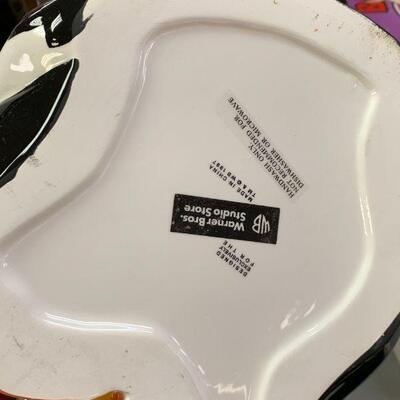 DESIGNED
EXCLUSIVELY
FOR THE
WB
Warner Bros.
Studio Store
MADE IN CHINA
TM & © WB 1997
HANDWASH ONLY
NOT RECOMMENDED FOR
DISHWASHER OR MICROWAVE